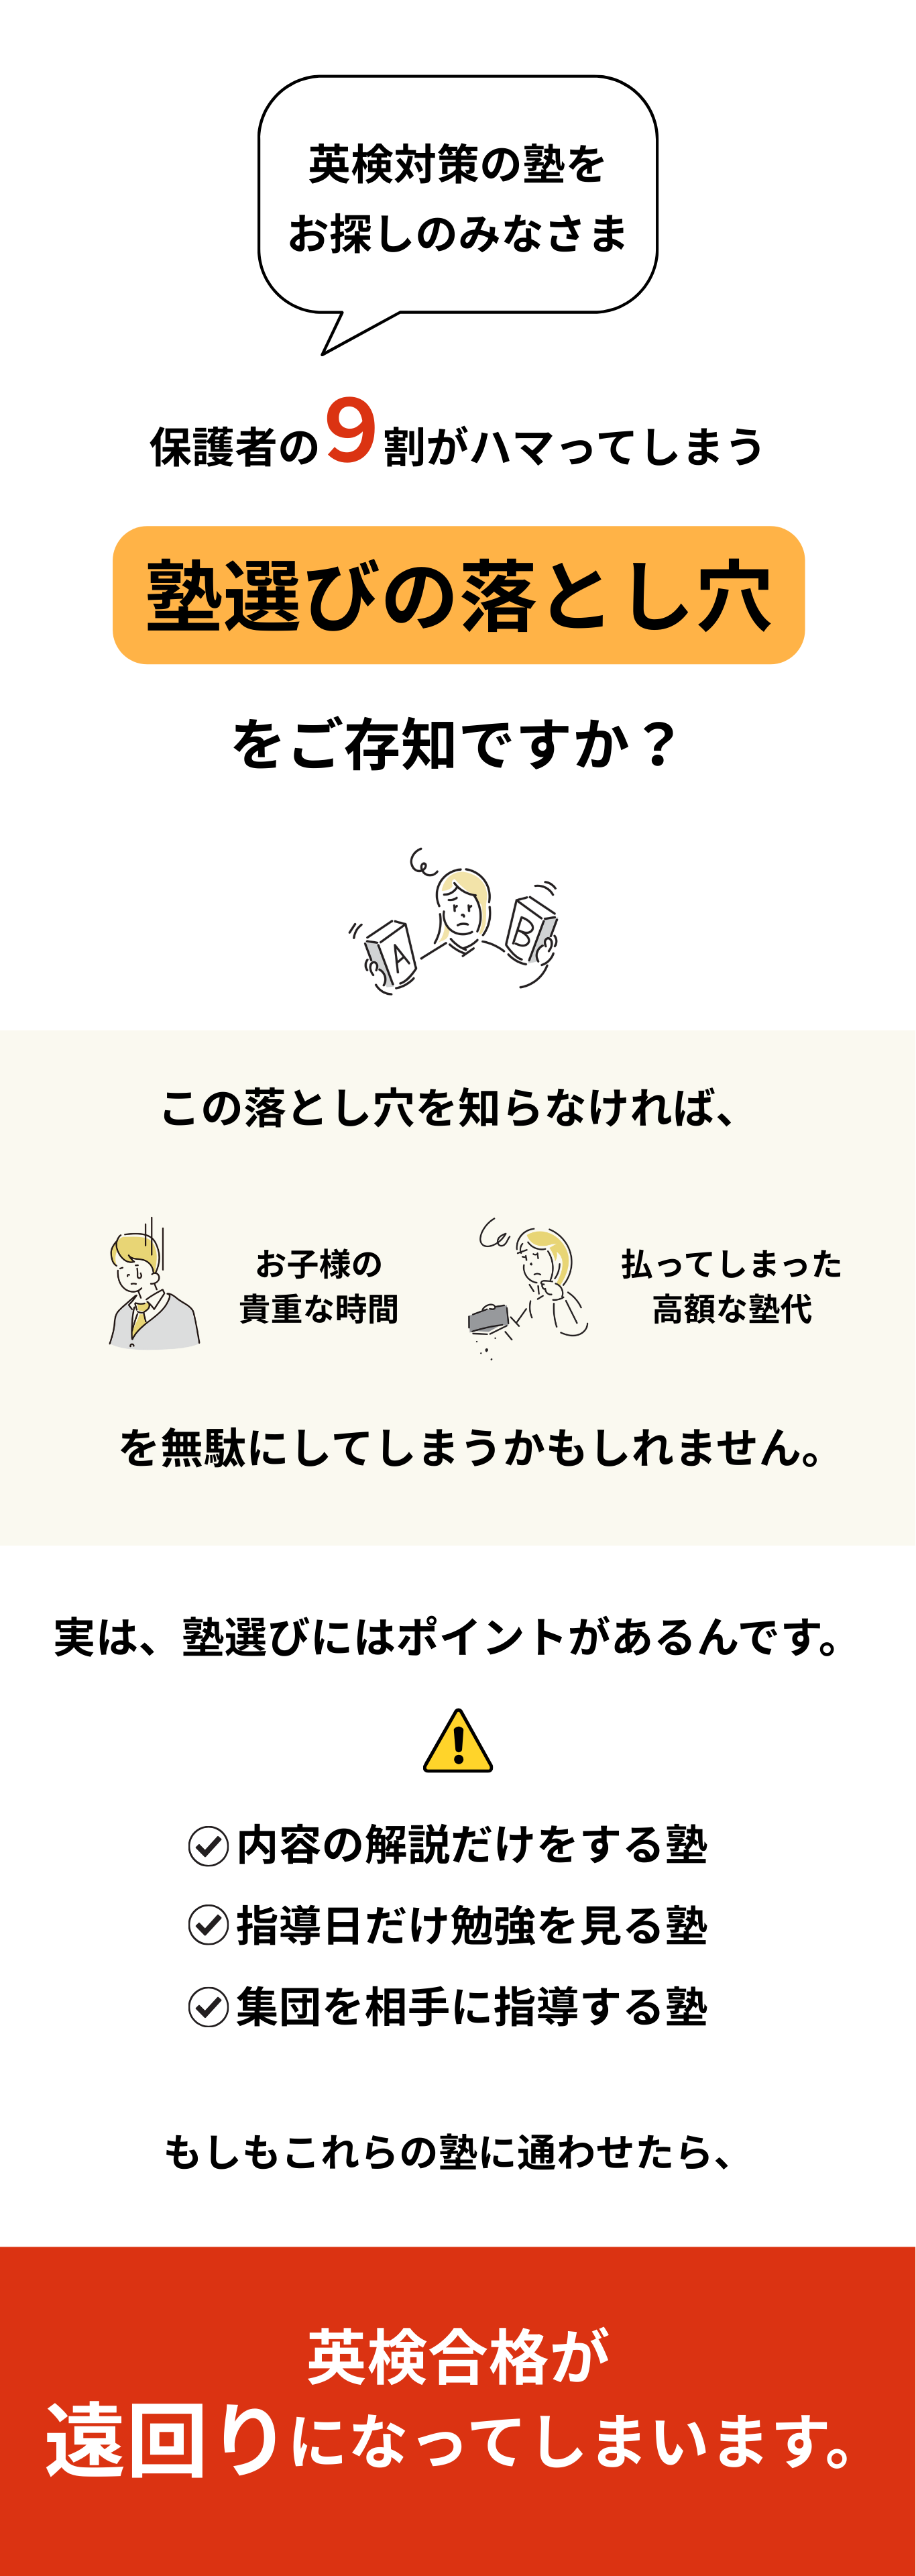 英検対策の塾を
お探しのみなさま
保護者の9割がハマってしまう
塾選びの落とし穴
をご存知ですか？
A
B
この落とし穴を知らなければ、
お子様の
貴重な時間
払ってしまった
高額な塾代
を無駄にしてしまうかもしれません。
実は、塾選びにはポイントがあるんです。
内容の解説だけをする塾
指導日だけ勉強を見る塾
集団を相手に指導する塾
もしもこれらの塾に通わせたら、
英検合格が
遠回りになってしまいます。